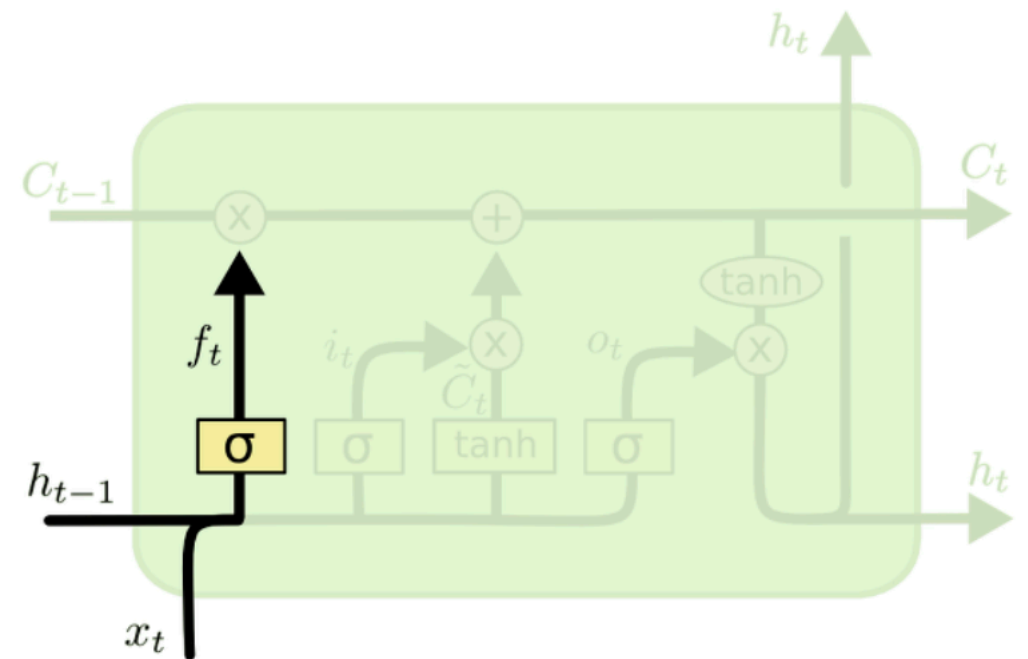 h_t
C_{t-1}
C_t
x
+
tanh
f_t
i_t
x
o_t
x
C̃_t
σ
σ
tanh
σ
h_{t-1}
h_t
x_t